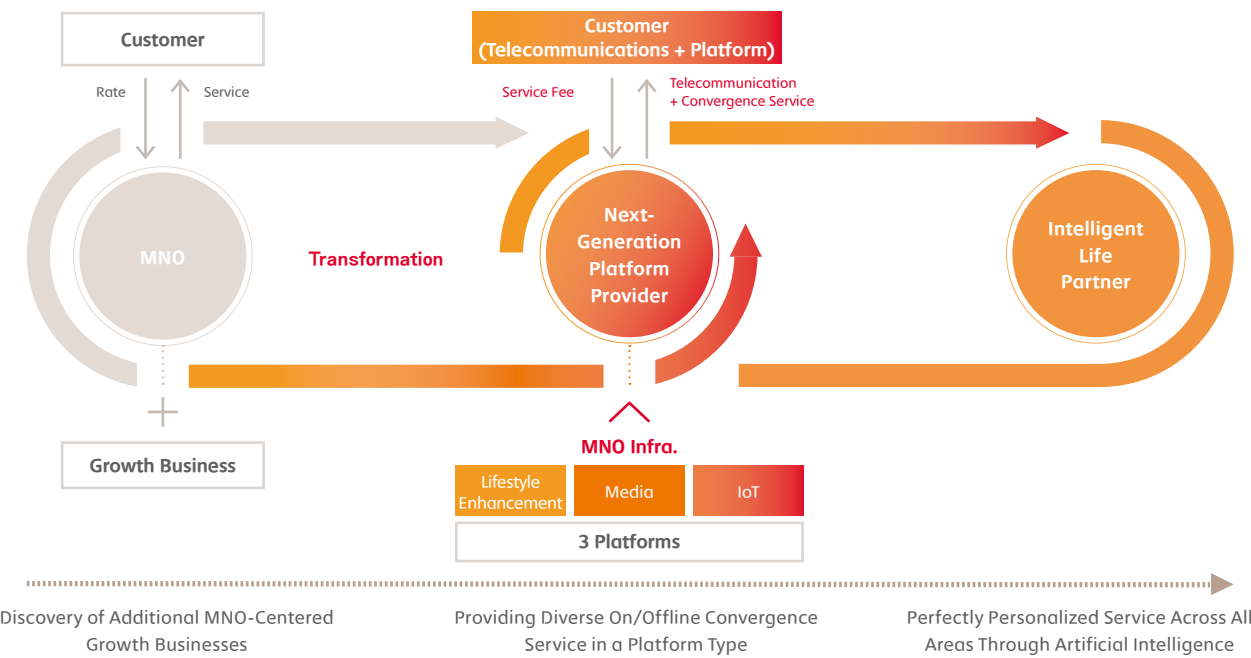 Customer
Rate
Service
MNO
Growth Business
Transformation
Customer
(Telecommunications + Platform)
Service Fee
Telecommunication
+ Convergence Service
Next-
Generation
Platform
Provider
MNO Infra.
Lifestyle
Enhancement
Media
IoT
3 Platforms
Intelligent
Life
Partner
Discovery of Additional MNO-Centered
Growth Businesses
Providing Diverse On/Offline Convergence
Service in a Platform Type
Perfectly Personalized Service Across All
Areas Through Artificial Intelligence